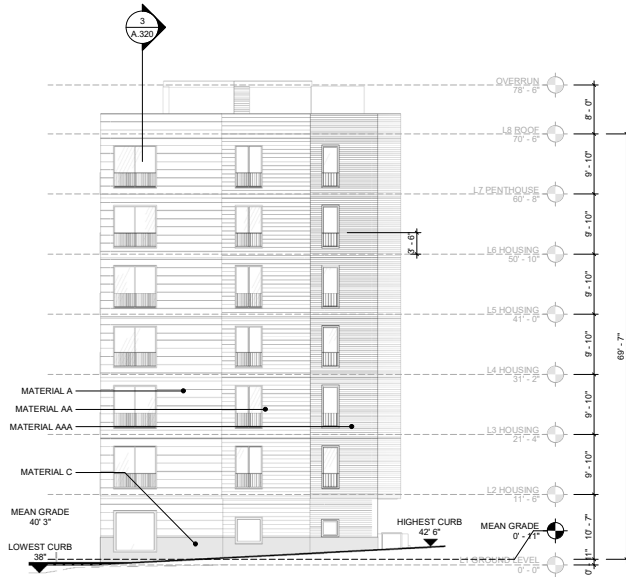 3
A.320
OVERRUN
78' - 6"
8' - 0"
L8 ROOF
70' - 6"
9' - 10"
L7 PENTHOUSE
60' - 8"
9' - 10"
3' - 6"
L6 HOUSING
50' - 10"
9' - 10"
L5 HOUSING
41' - 0"
9' - 10"
69' - 7"
L4 HOUSING
31' - 2"
MATERIAL A
9' - 10"
MATERIAL AA
MATERIAL AAA
L3 HOUSING
21' - 4"
9' - 10"
MATERIAL C
L2 HOUSING
11' - 6"
MEAN GRADE
40' 3"
HIGHEST CURB
42' 6"
MEAN GRADE
0' - 11"
10' - 7"
LOWEST CURB
38"
L1 GROUND LEVEL
0' - 0"
0' - 11"